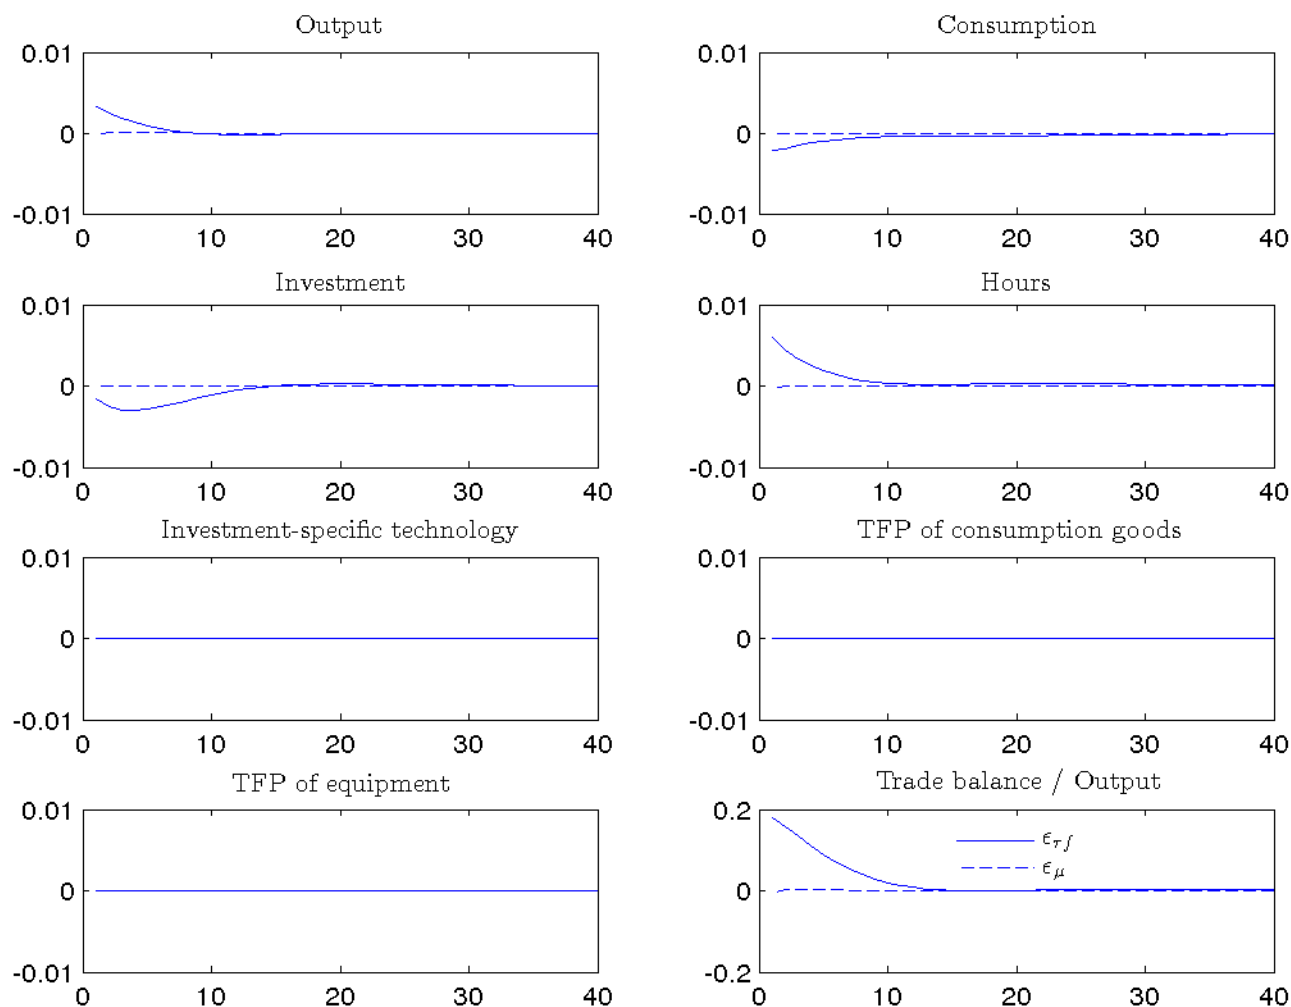 Output
0.01
0
-0.01
0 10 20 30 40
Consumption
0.01
0
-0.01
0 10 20 30 40
Investment
0.01
0
-0.01
0 10 20 30 40
Hours
0.01
0
-0.01
0 10 20 30 40
Investment-specific technology
0.01
0
-0.01
0 10 20 30 40
TFP of consumption goods
0.01
0
-0.01
0 10 20 30 40
TFP of equipment
0.01
0
-0.01
0 10 20 30 40
Trade balance / Output
0.2
0
-0.2
0 10 20 30 40
ϵτf
ϵμ